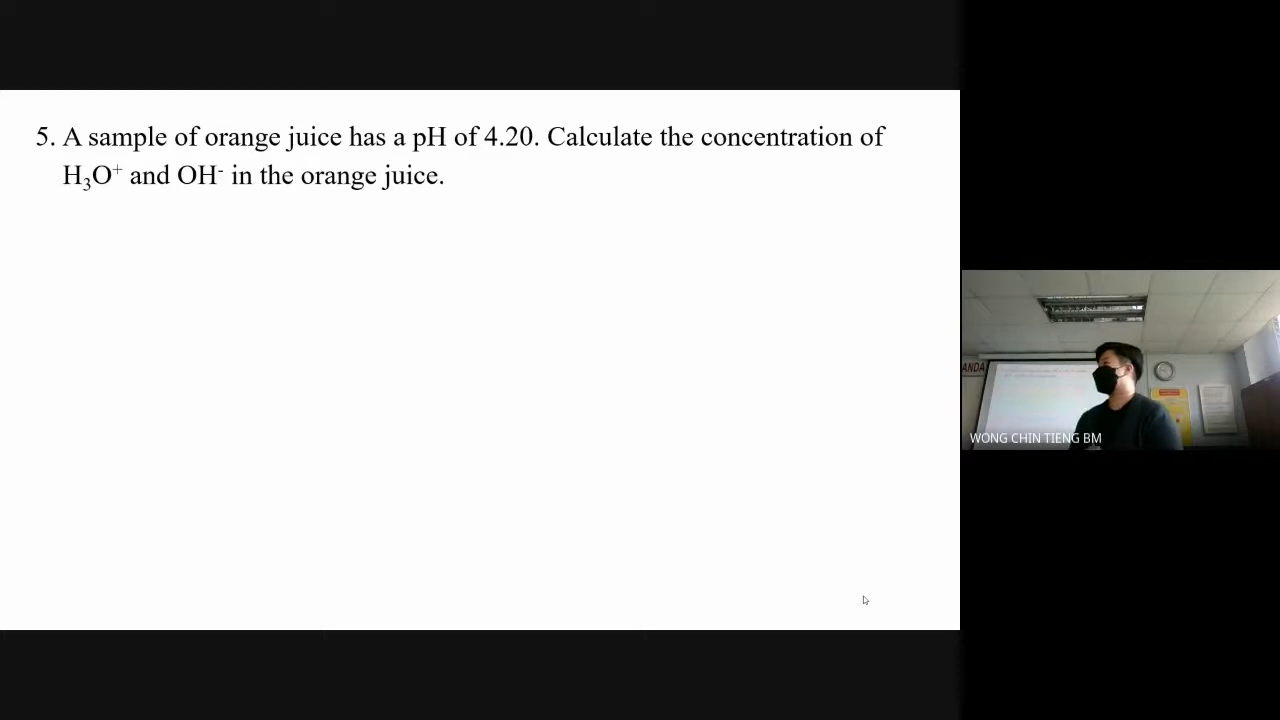 5. A sample of orange juice has a pH of 4.20. Calculate the concentration of
H₃O⁺ and OH⁻ in the orange juice.
ANDA
WONG CHIN TIENG BM